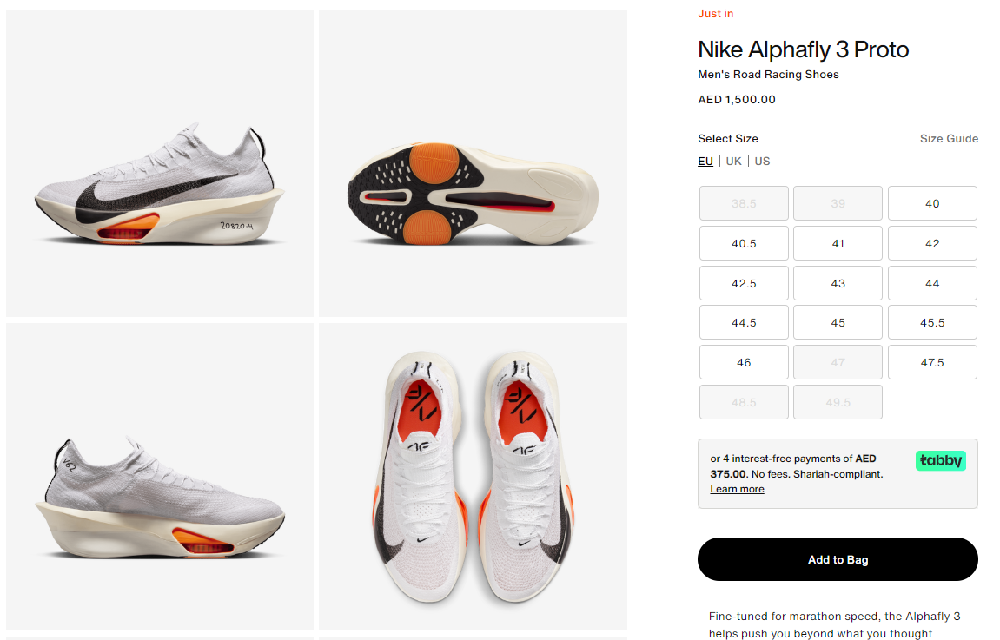 Just in
Nike Alphafly 3 Proto
Men's Road Racing Shoes
AED 1,500.00
Select Size Size Guide
EU | UK | US
38.5 39 40
40.5 41 42
42.5 43 44
44.5 45 45.5
46 47 47.5
48.5 49.5
or 4 interest-free payments of AED
375.00. No fees. Shariah-compliant.
Learn more
tabby
Add to Bag
Fine-tuned for marathon speed, the Alphafly 3
helps push you beyond what you thought
20820-4
V62
AF
AF